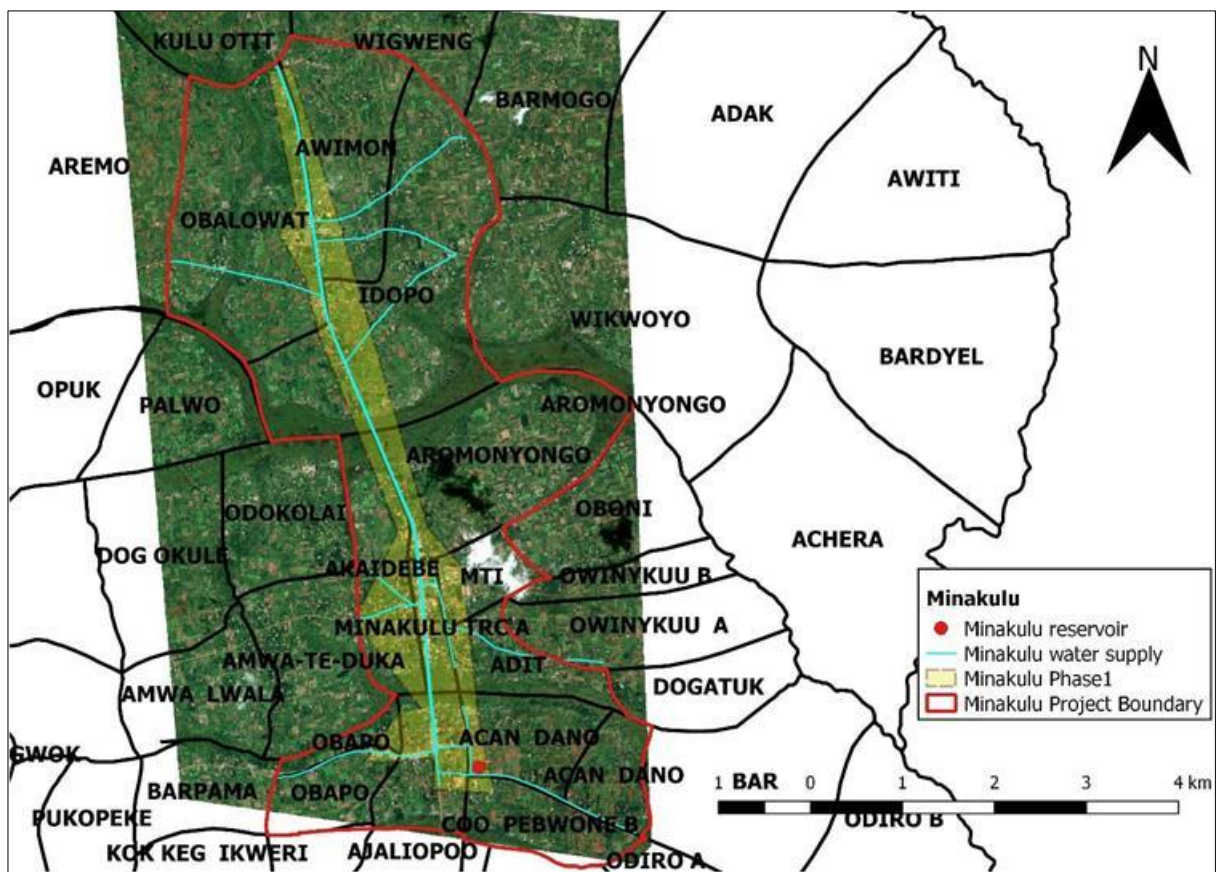 KULU OTIT
WIGWENG
N
BARMOGO
ADAK
AWIMON
AREMO
AWITI
OBALOWAT
IDOPO
WIKWOYO
BARDYEL
OPUK
PALWO
AROMONYONGO
AROMONYONGO
ODOKOLAI
OBONI
ACHERA
DOG OKULE
AKAIDEBE
MTI
OWINYKUU B
MINAKULU TRC A
OWINYKUU A
AMWA-TE-DUKA
ADIT
AMWA LWALA
DOGATUK
Minakulu
Minakulu reservoir
Minakulu water supply
Minakulu Phase1
Minakulu Project Boundary
OBAPO
ACAN DANO
GWOK
ACAN DANO
BARPAMA
OBAPO
BAR
1 0 1 2 3 4 km
PUKOPEKE
COO PEBWONE B
ODIRO B
KOK KEG IKWERI
AJALIOPOO
ODIRO A